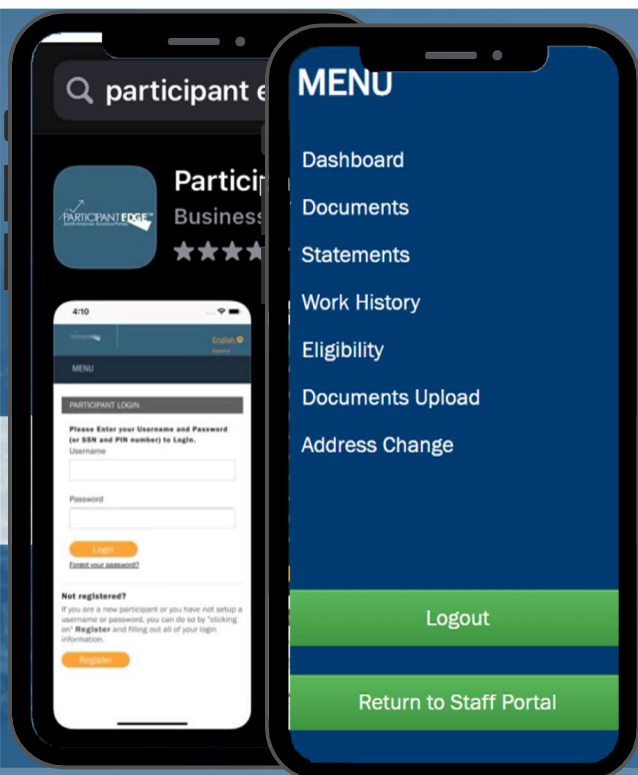 participant e
Particip
Business
PARTICIPANT EDGE
4:10
English
MENU
PARTICIPANT LOGIN
Please Enter your Username and Password
(or SSN and PIN number) to Login.
Username
Password
Login
Forgot your password?
Not registered?
If you are a new participant or you have not setup a
username or password, you can do so by "clicking
on" Register and filling out all of your login
information.
Register
MENU
Dashboard
Documents
Statements
Work History
Eligibility
Documents Upload
Address Change
Logout
Return to Staff Portal